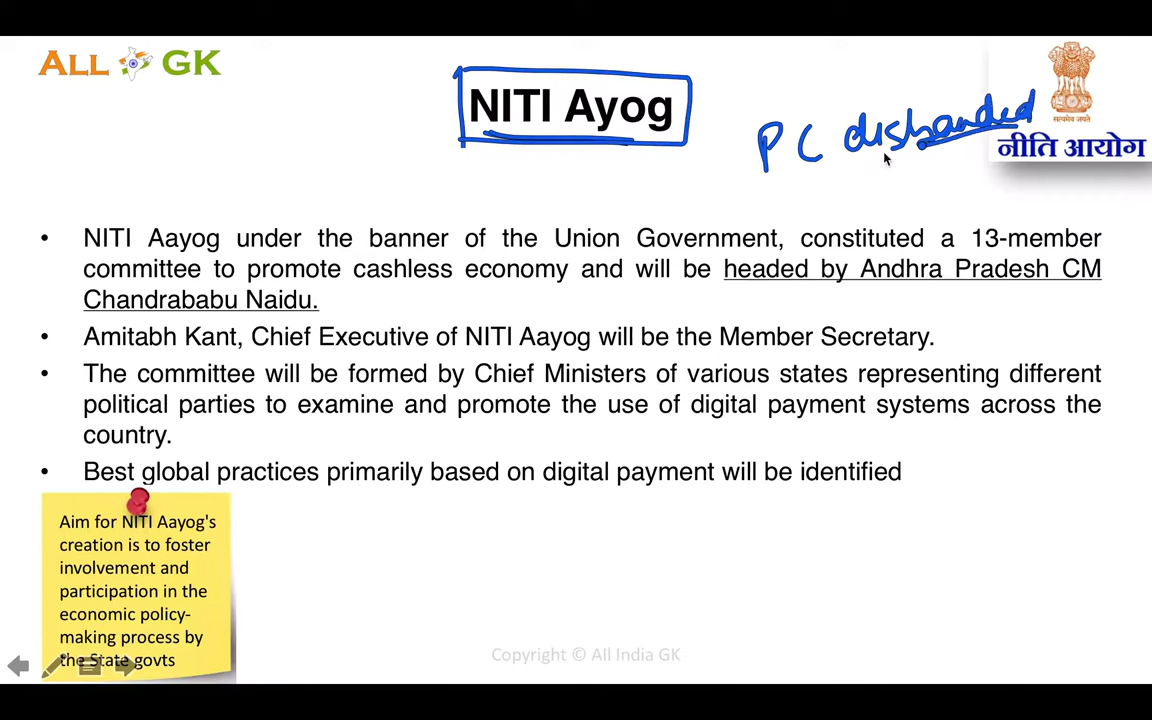 ALL GK
NITI Ayog
PC disbanded
सत्यमेव जयते
नीति आयोग
• NITI Aayog under the banner of the Union Government, constituted a 13-member
committee to promote cashless economy and will be headed by Andhra Pradesh CM
Chandrababu Naidu.
• Amitabh Kant, Chief Executive of NITI Aayog will be the Member Secretary.
• The committee will be formed by Chief Ministers of various states representing different
political parties to examine and promote the use of digital payment systems across the
country.
• Best global practices primarily based on digital payment will be identified
Aim for NITI Aayog's
creation is to foster
involvement and
participation in the
economic policy-
making process by
the State govts
Copyright © All India GK